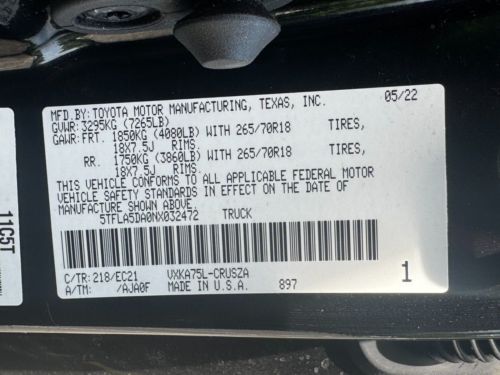 MFD.BY: TOYOTA MOTOR MANUFACTURING, TEXAS, INC. 05/22
GVWR: 3295KG (7265LB)
GAWR: FRT. 1850KG (4080LB) WITH 265/70R18 TIRES,
18X7.5J RIMS
RR. 1750KG (3860LB) WITH 265/70R18 TIRES,
18X7.5J RIMS
THIS VEHICLE CONFORMS TO ALL APPLICABLE FEDERAL MOTOR
VEHICLE SAFETY STANDARDS IN EFFECT ON THE DATE OF
MANUFACTURE SHOWN ABOVE.
5TFLA5DA0NX032472 TRUCK
C/TR: 218/EC21 VXKA75L-CRUSZA
A/TM: /AJA0F MADE IN U.S.A. 897 1
11C5T